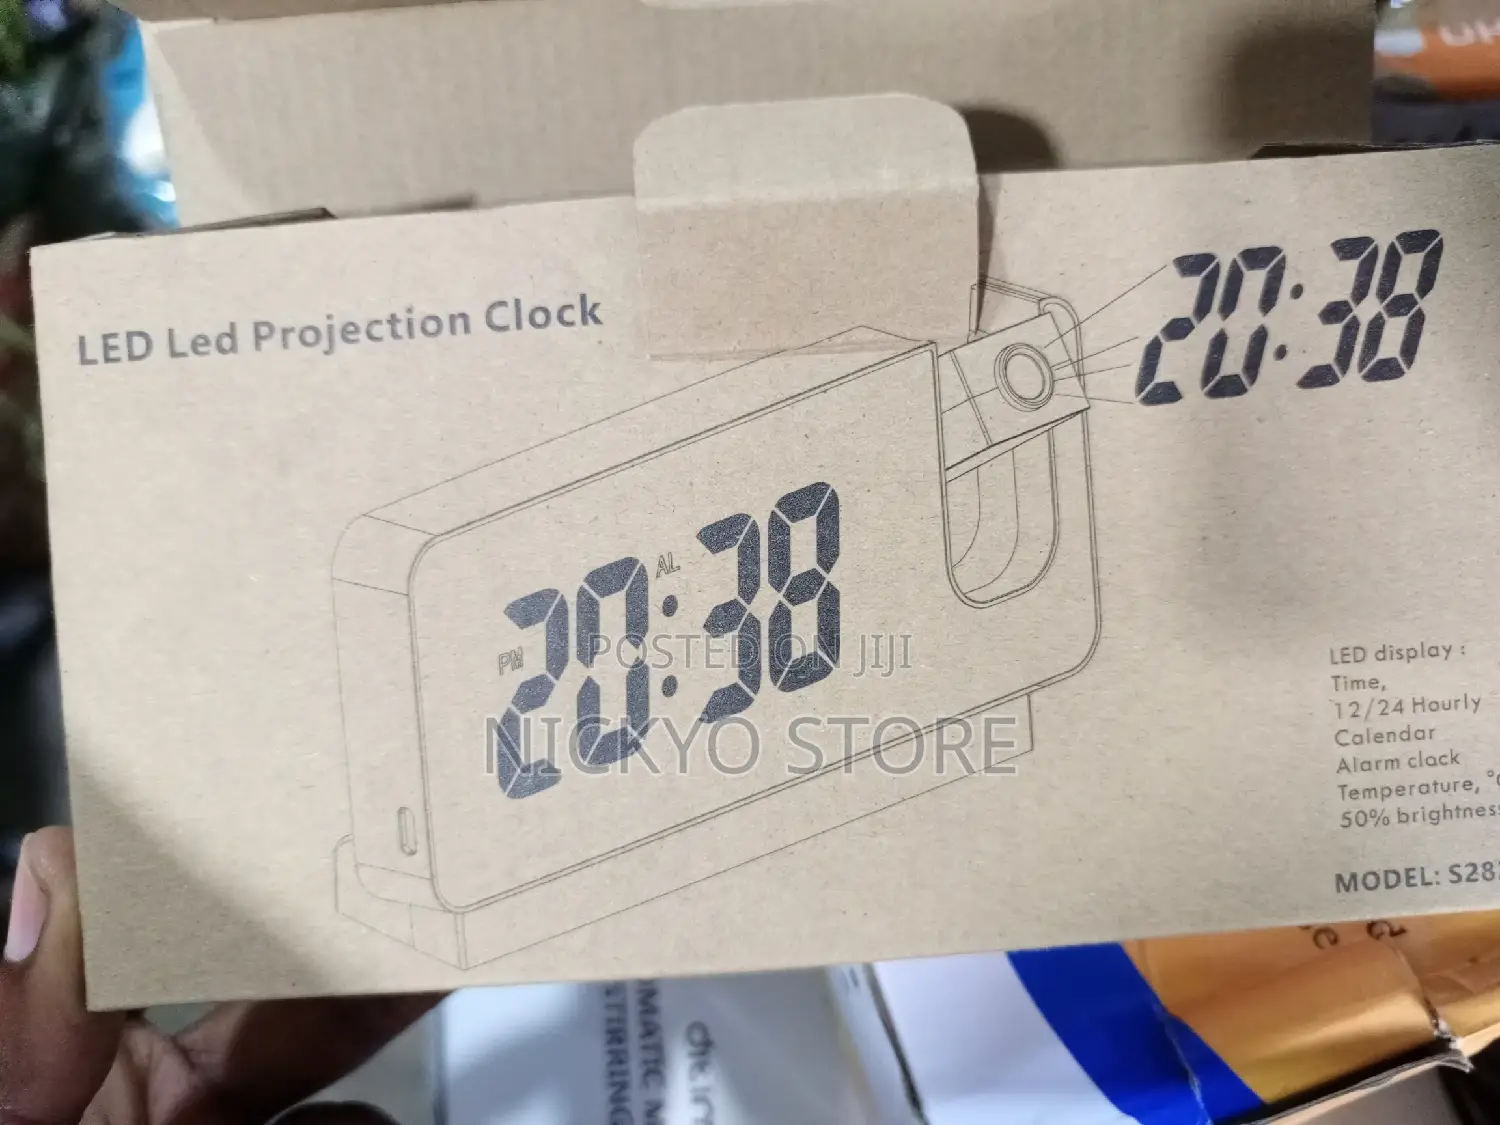 LED Led Projection Clock
20:38
AL
PM
20:38
POSTED ON JIJI
NICKYO STORE
LED display :
Time,
12/24 Hourly
Calendar
Alarm clock
Temperature,
50% brightness
MODEL: S28